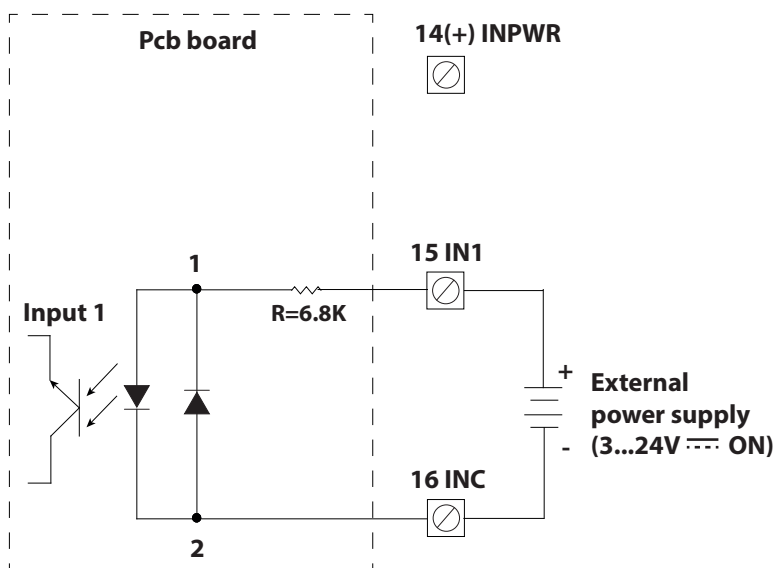 Pcb board
14(+) INPWR
1
15 IN1
Input 1
R=6.8K
+
External
power supply
- (3...24V ⎓ ON)
16 INC
2